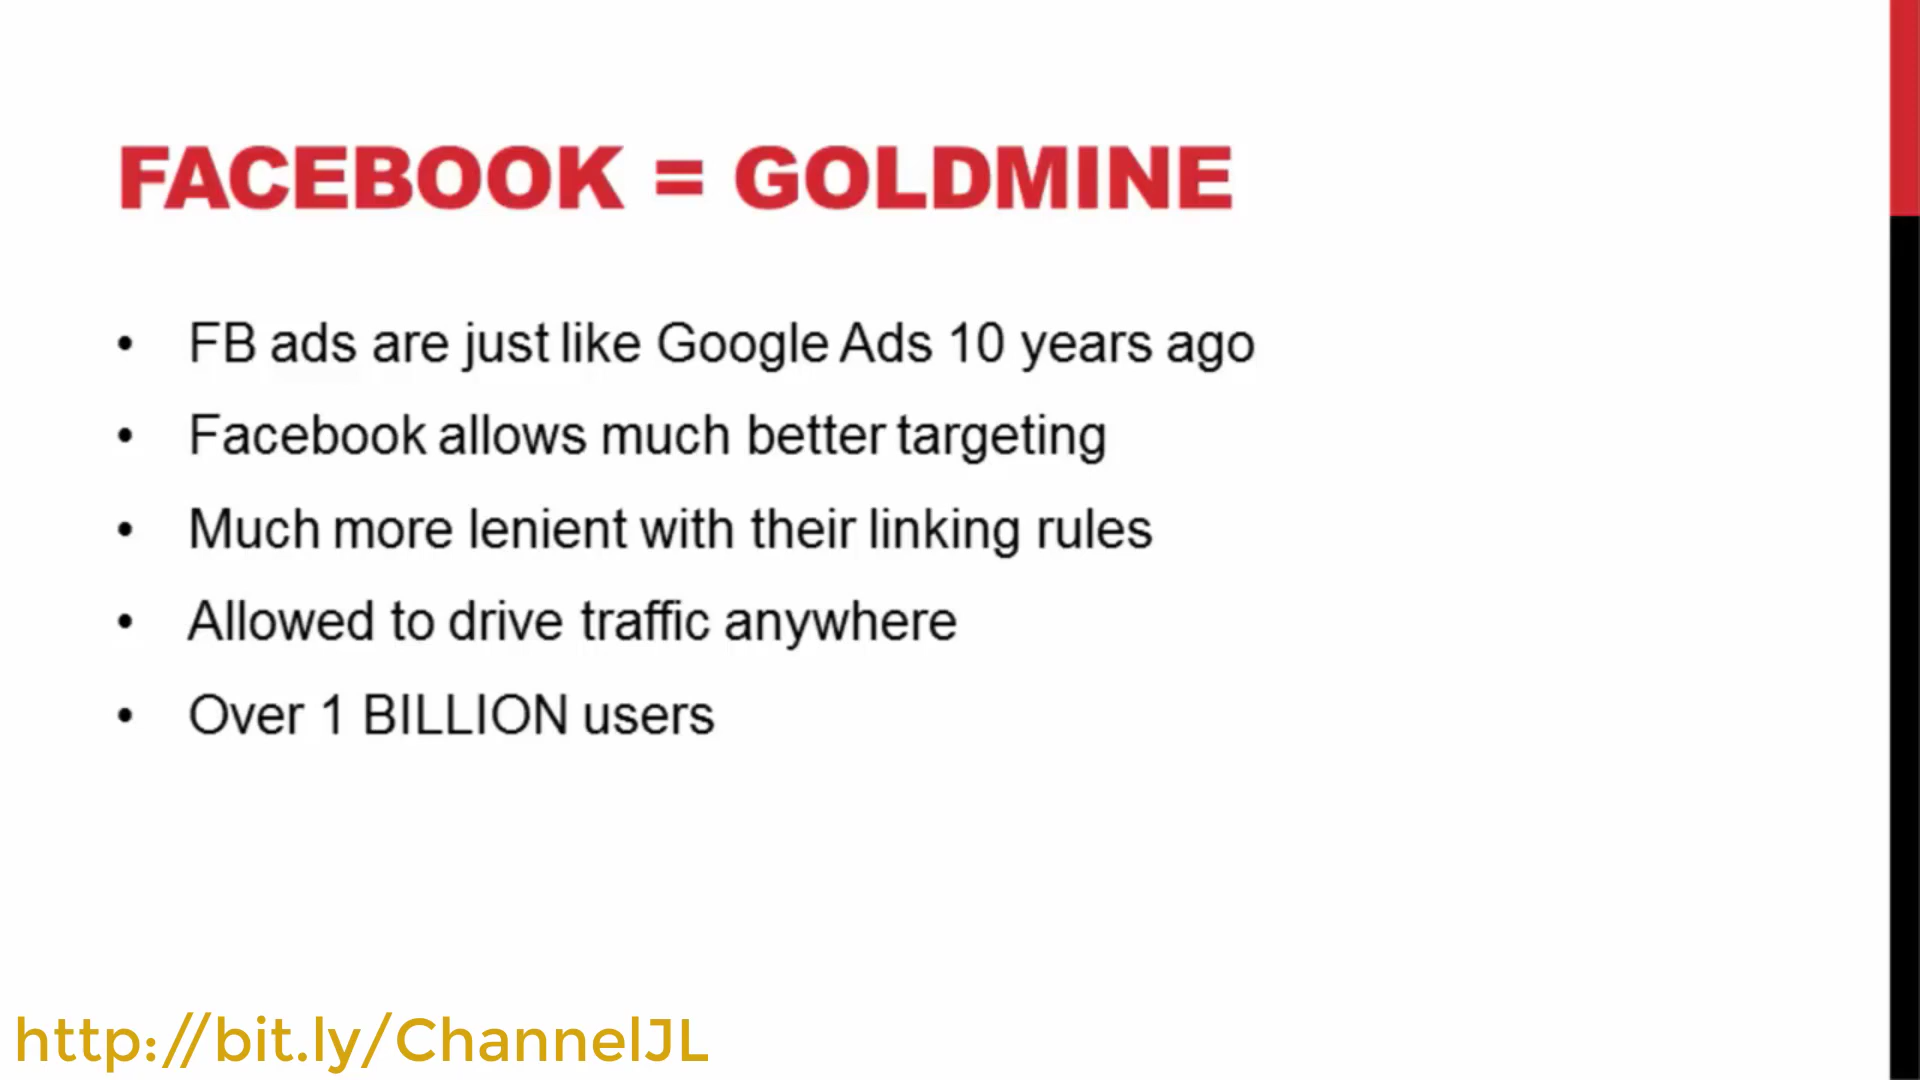 FACEBOOK = GOLDMINE
• FB ads are just like Google Ads 10 years ago
• Facebook allows much better targeting
• Much more lenient with their linking rules
• Allowed to drive traffic anywhere
• Over 1 BILLION users
http://bit.ly/ChannelJL